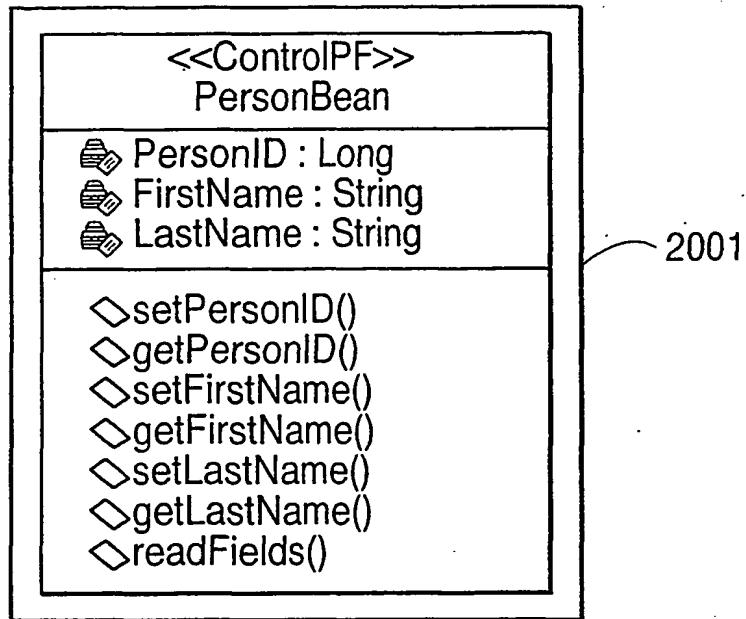 <<ControlPF>>
PersonBean
PersonID : Long
FirstName : String
LastName : String
2001
setPersonID()
getPersonID()
setFirstName()
getFirstName()
setLastName()
getLastName()
readFields()